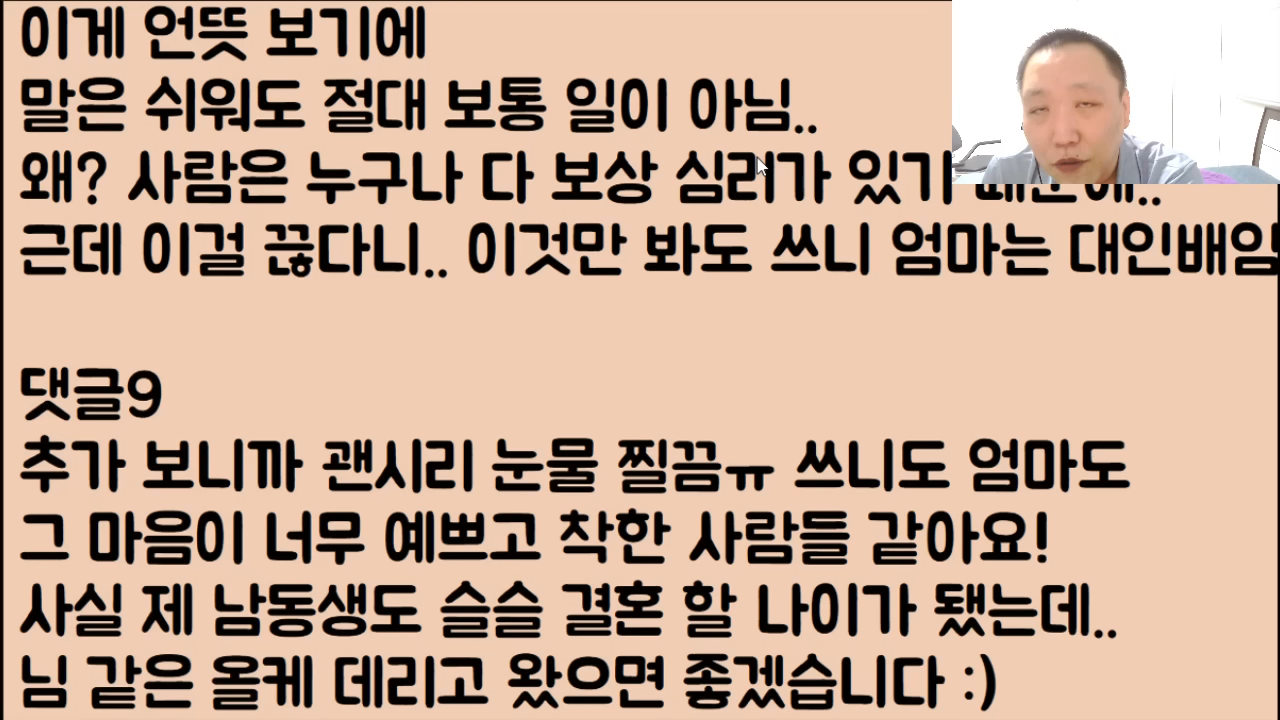 이게 언뜻 보기에
말은 쉬워도 절대 보통 일이 아님..
왜? 사람은 누구나 다 보상 심리가 있기 때문에..
근데 이걸 끊다니.. 이것만 봐도 쓰니 엄마는 대인배임
댓글9
추가 보니까 괜시리 눈물 찔끔ㅠ 쓰니도 엄마도
그 마음이 너무 예쁘고 착한 사람들 같아요!
사실 제 남동생도 슬슬 결혼 할 나이가 됐는데..
님 같은 올케 데리고 왔으면 좋겠습니다 :)